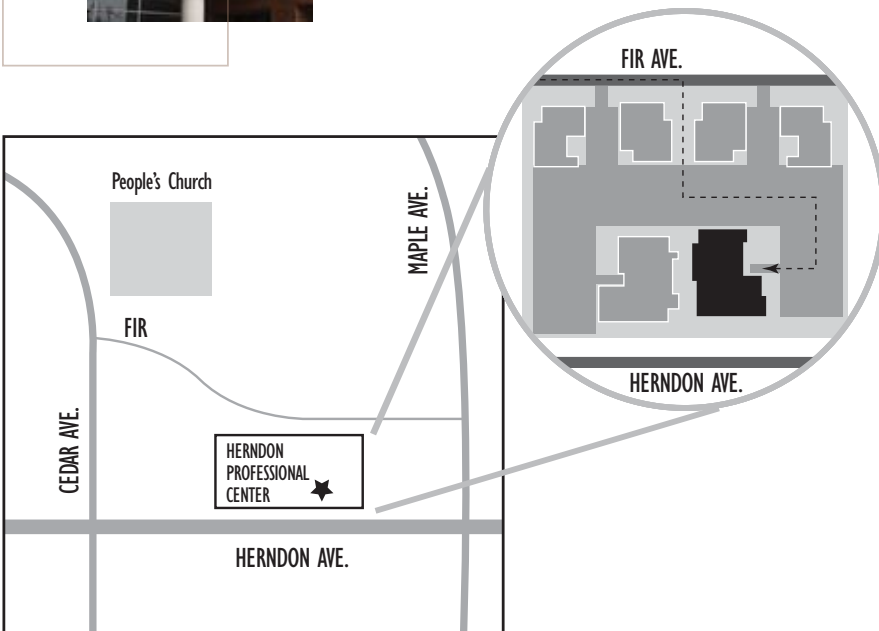 FIR AVE.
People's Church
MAPLE AVE.
FIR
HERNDON AVE.
CEDAR AVE.
HERNDON
PROFESSIONAL
CENTER
HERNDON AVE.